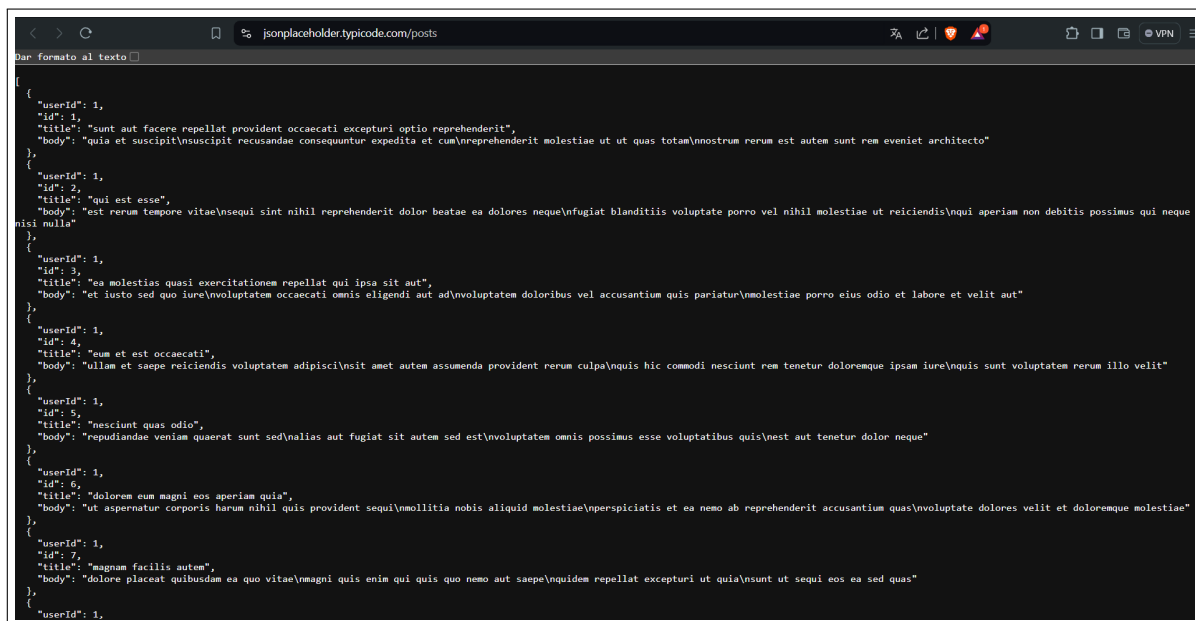 jsonplaceholder.typicode.com/posts
VPN
Dar formato al texto
[
{
"userId": 1,
"id": 1,
"title": "sunt aut facere repellat provident occaecati excepturi optio reprehenderit",
"body": "quia et suscipit\nsuscipit recusandae consequuntur expedita et cum\nreprehenderit molestiae ut ut quas totam\nnostrum rerum est autem sunt rem eveniet architecto"
},
{
"userId": 1,
"id": 2,
"title": "qui est esse",
"body": "est rerum tempore vitae\nsequi sint nihil reprehenderit dolor beatae ea dolores neque\nfugiat blanditiis voluptate porro vel nihil molestiae ut reiciendis\nqui aperiam non debitis possimus qui neque
nisi nulla"
},
{
"userId": 1,
"id": 3,
"title": "ea molestias quasi exercitationem repellat qui ipsa sit aut",
"body": "et iusto sed quo iure\nvoluptatem occaecati omnis eligendi aut ad\nvoluptatem doloribus vel accusantium quis pariatur\nmolestiae porro eius odio et labore et velit aut"
},
{
"userId": 1,
"id": 4,
"title": "eum et est occaecati",
"body": "ullam et saepe reiciendis voluptatem adipisci\nsit amet autem assumenda provident rerum culpa\nquis hic commodi nesciunt rem tenetur doloremque ipsam iure\nquis sunt voluptatem rerum illo velit"
},
{
"userId": 1,
"id": 5,
"title": "nesciunt quas odio",
"body": "repudiandae veniam quaerat sunt sed\nalias aut fugiat sit autem sed est\nvoluptatem omnis possimus esse voluptatibus quis\nest aut tenetur dolor neque"
},
{
"userId": 1,
"id": 6,
"title": "dolorem eum magni eos aperiam quia",
"body": "ut aspernatur corporis harum nihil quis provident sequi\nmollitia nobis aliquid molestiae\nperspiciatis et ea nemo ab reprehenderit accusantium quas\nvoluptate dolores velit et doloremque molestiae"
},
{
"userId": 1,
"id": 7,
"title": "magnam facilis autem",
"body": "dolore placeat quibusdam ea quo vitae\nmagni quis enim qui quis quo nemo aut saepe\nquidem repellat excepturi ut quia\nsunt ut sequi eos ea sed quas"
},
{
"userId": 1,